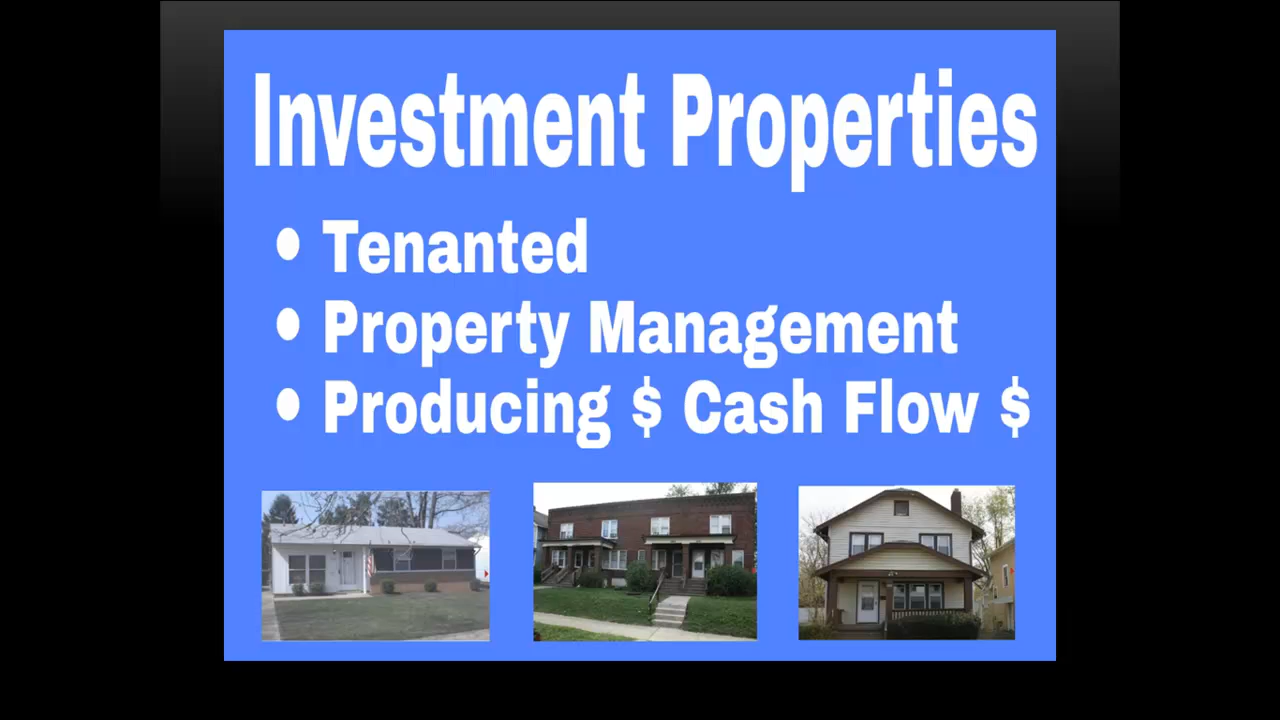 Investment Properties
• Tenanted
• Property Management
• Producing $ Cash Flow $